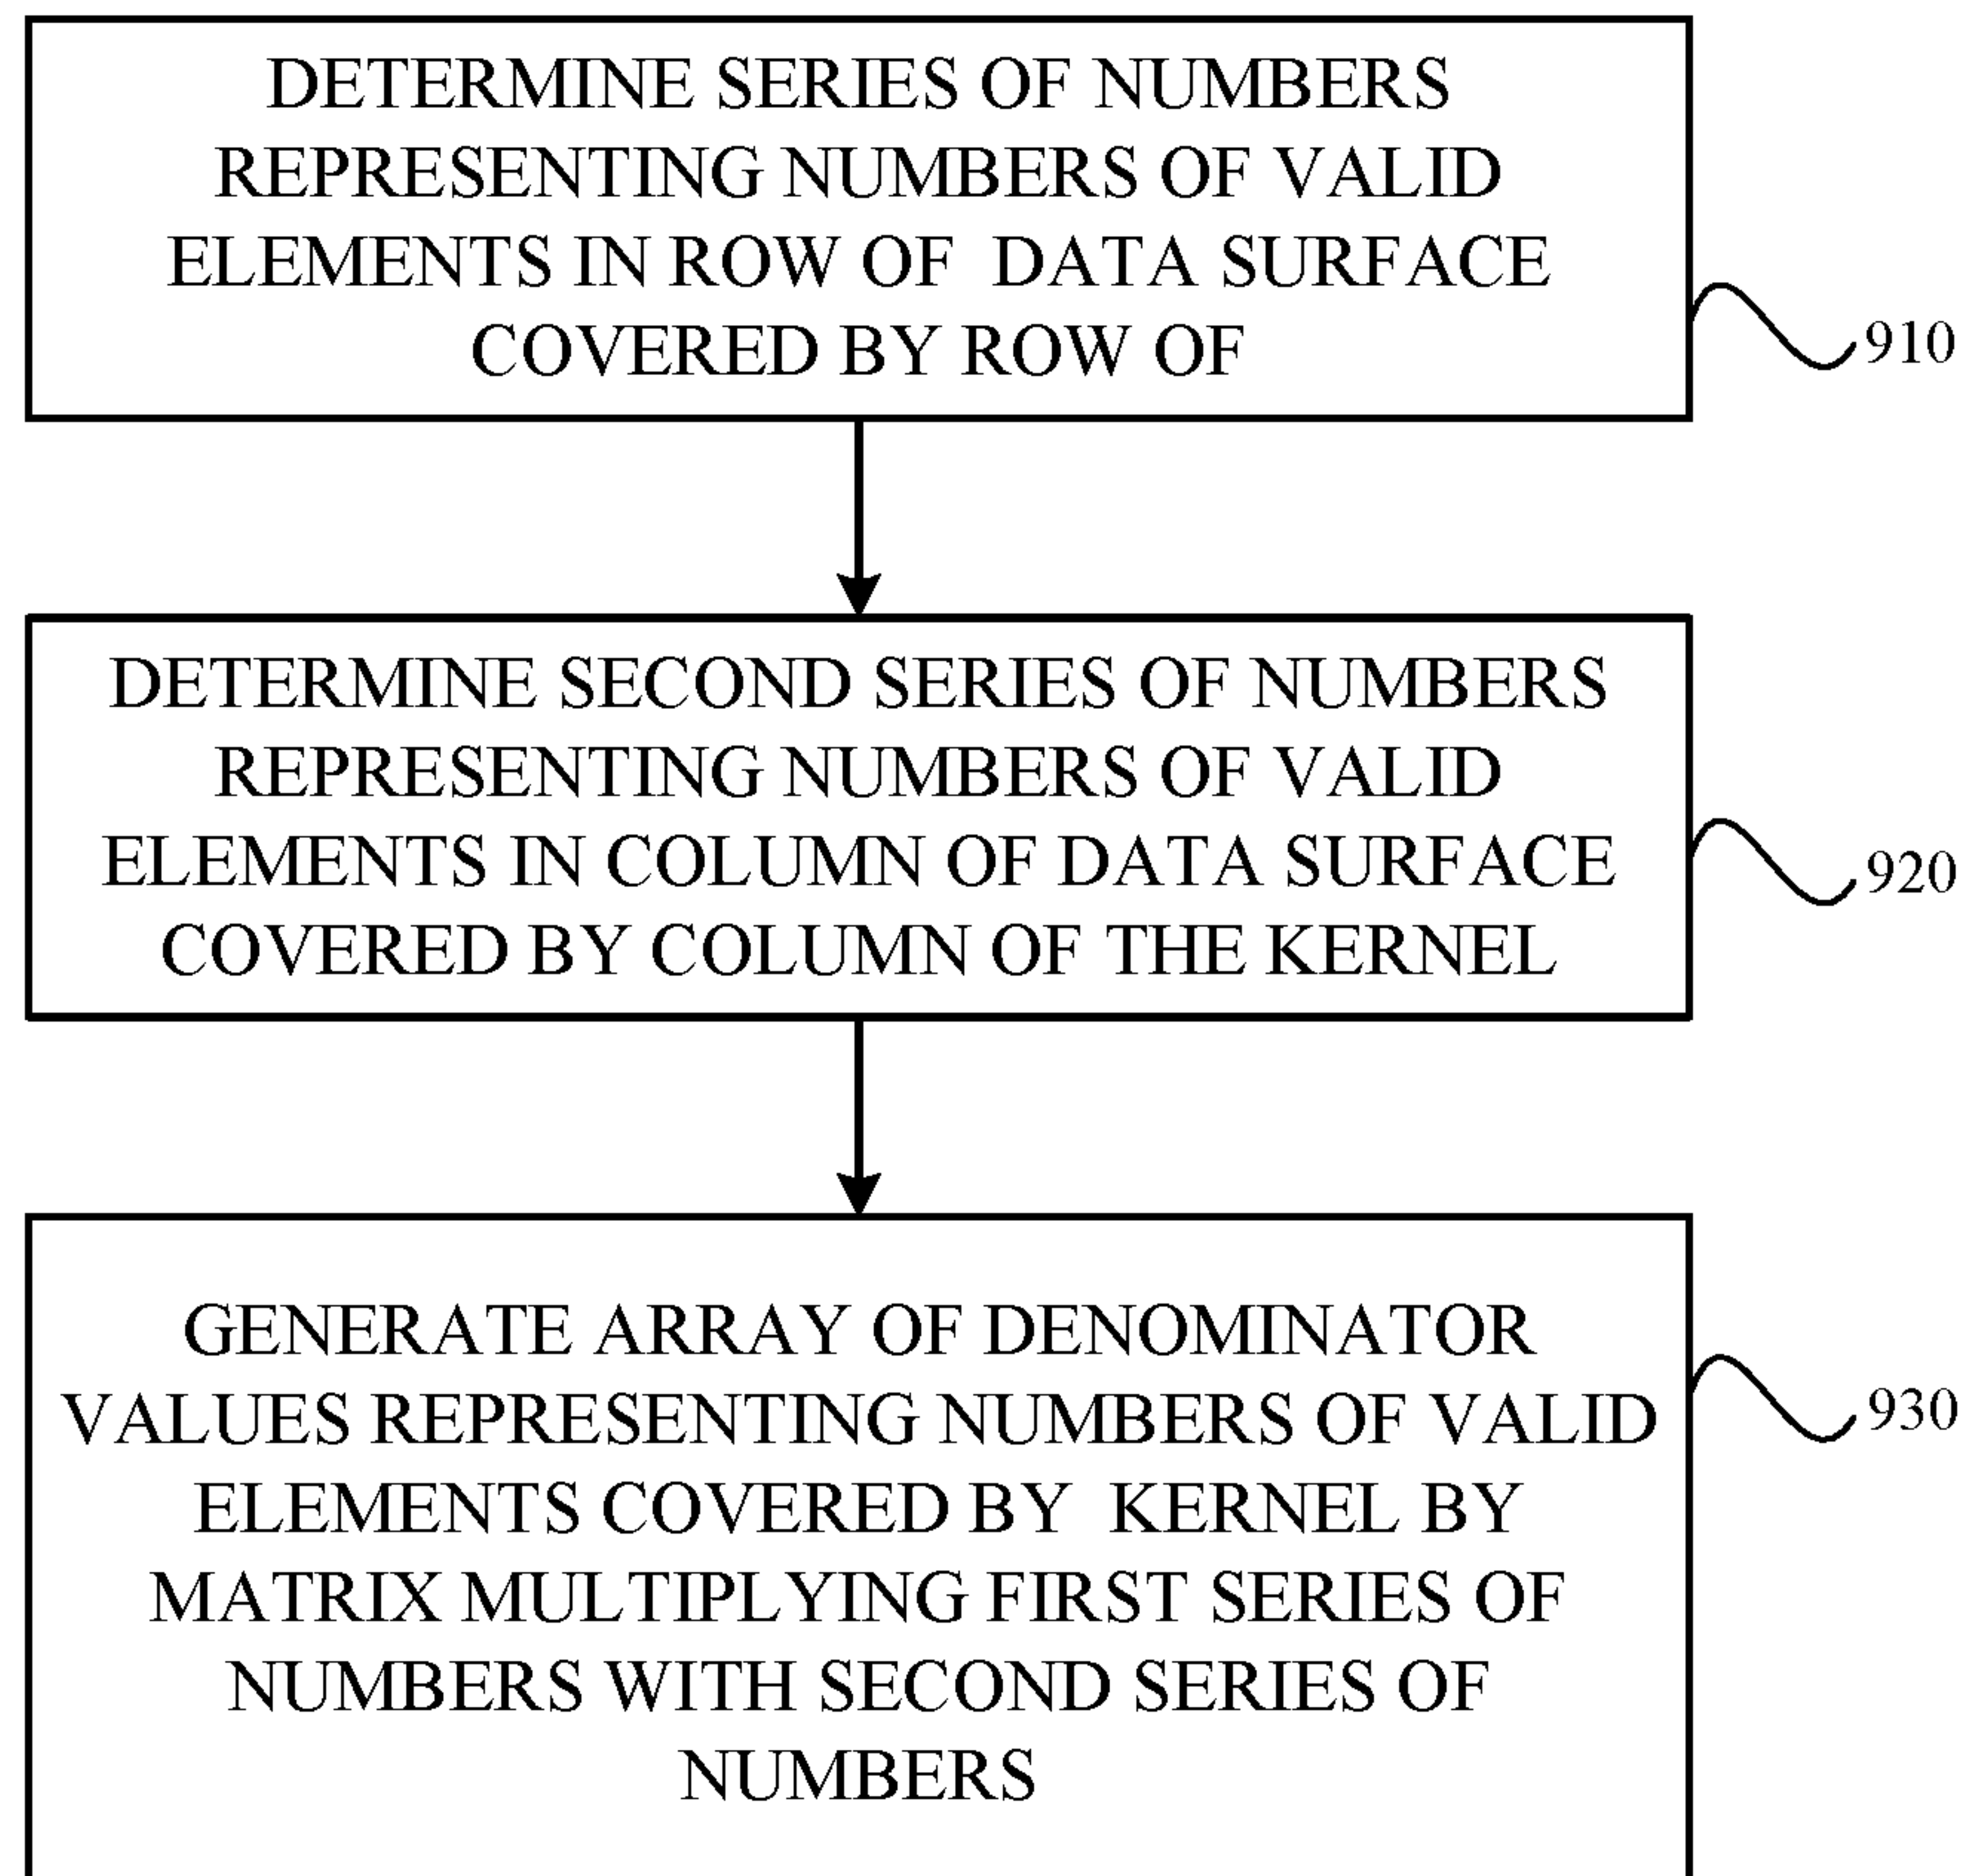 DETERMINE SERIES OF NUMBERS
REPRESENTING NUMBERS OF VALID
ELEMENTS IN ROW OF DATA SURFACE
COVERED BY ROW OF
910
DETERMINE SECOND SERIES OF NUMBERS
REPRESENTING NUMBERS OF VALID
ELEMENTS IN COLUMN OF DATA SURFACE
COVERED BY COLUMN OF THE KERNEL
920
GENERATE ARRAY OF DENOMINATOR
VALUES REPRESENTING NUMBERS OF VALID
ELEMENTS COVERED BY KERNEL BY
MATRIX MULTIPLYING FIRST SERIES OF
NUMBERS WITH SECOND SERIES OF
NUMBERS
930